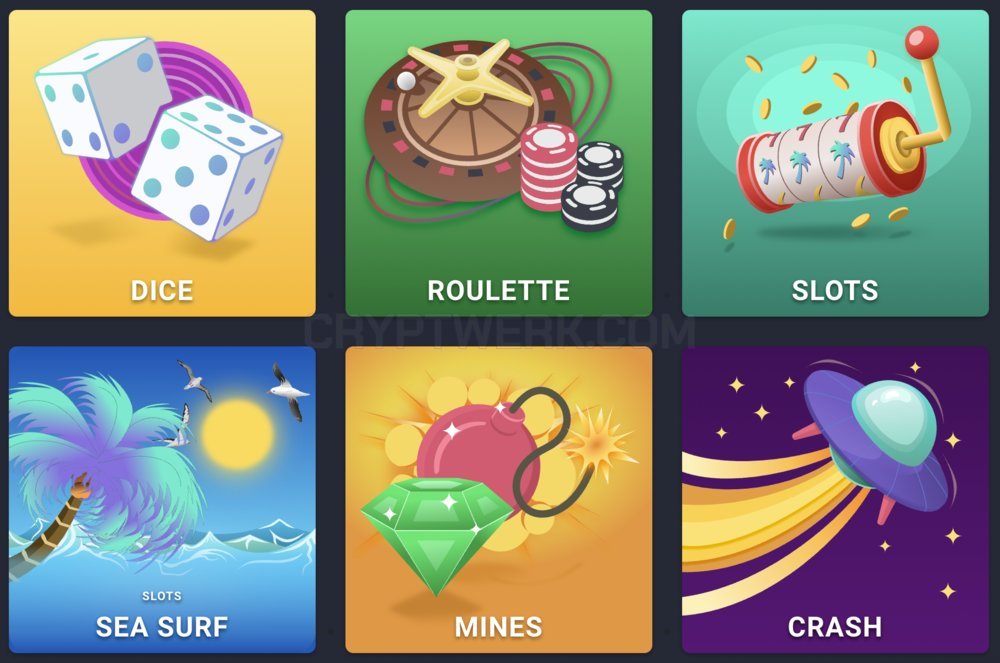 DICE
ROULETTE
SLOTS
CRYPTWERK.COM
SLOTS
SEA SURF
MINES
CRASH